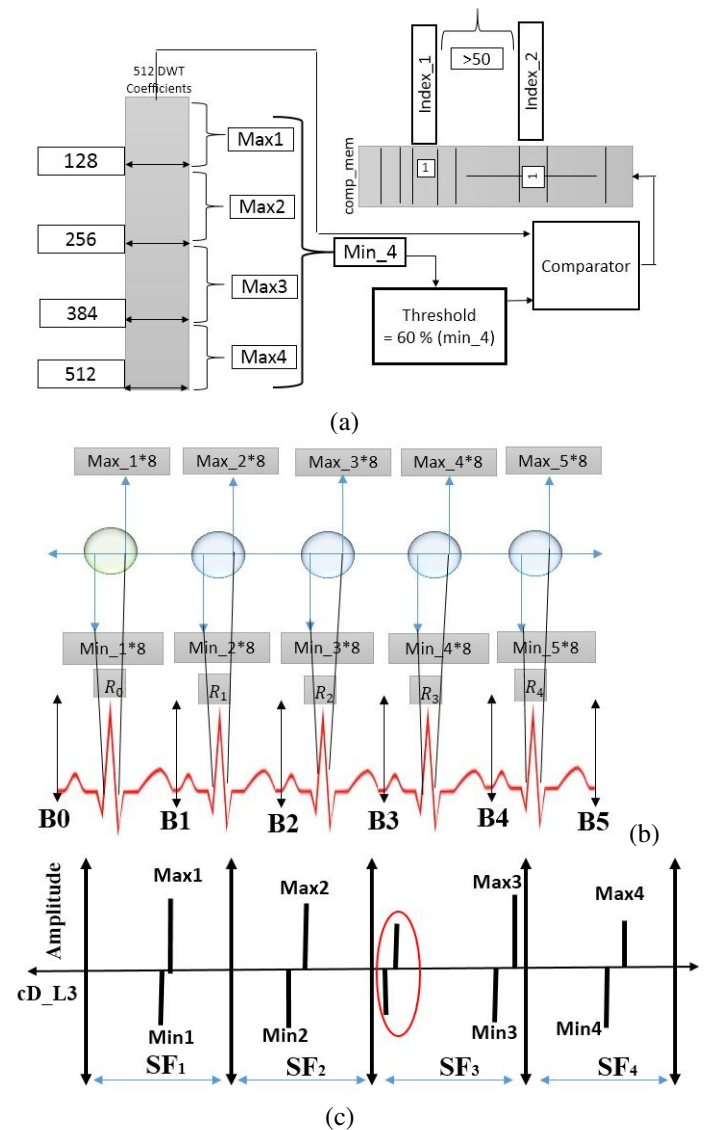 512 DWT
Coefficients
128
256
384
512
Max1
Max2
Max3
Max4
Min_4
Threshold
= 60 % (min_4)
Comparator
comp_mem
1
1
Index_1
>50
Index_2
(a)
Max_1*8
Max_2*8
Max_3*8
Max_4*8
Max_5*8
Min_1*8
Min_2*8
Min_3*8
Min_4*8
Min_5*8
R0
R1
R2
R3
R4
B0
B1
B2
B3
B4
B5
(b)
Amplitude
cD_L3
Max1
Max2
Max3
Max4
Min1
Min2
Min3
Min4
SF1
SF2
SF3
SF4
(c)